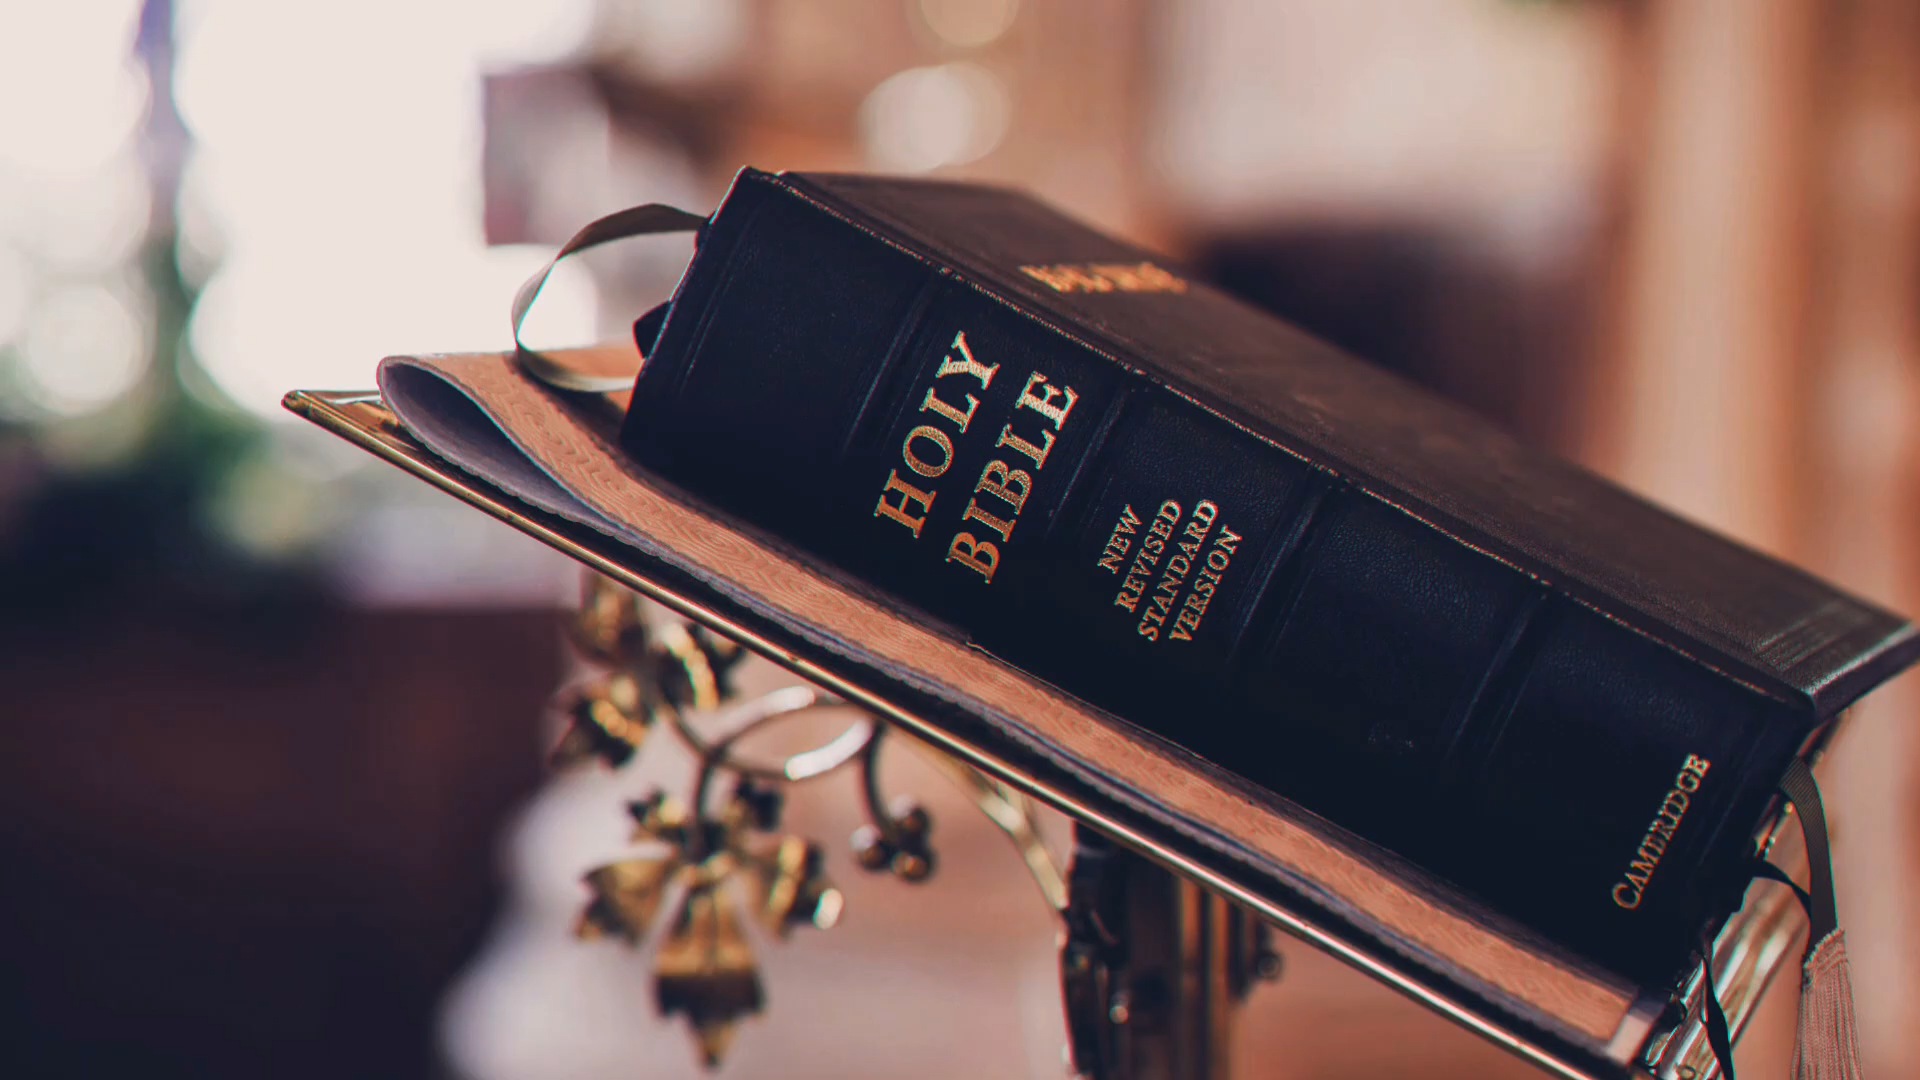 HOLY
BIBLE
NEW
REVISED
STANDARD
VERSION
CAMBRIDGE